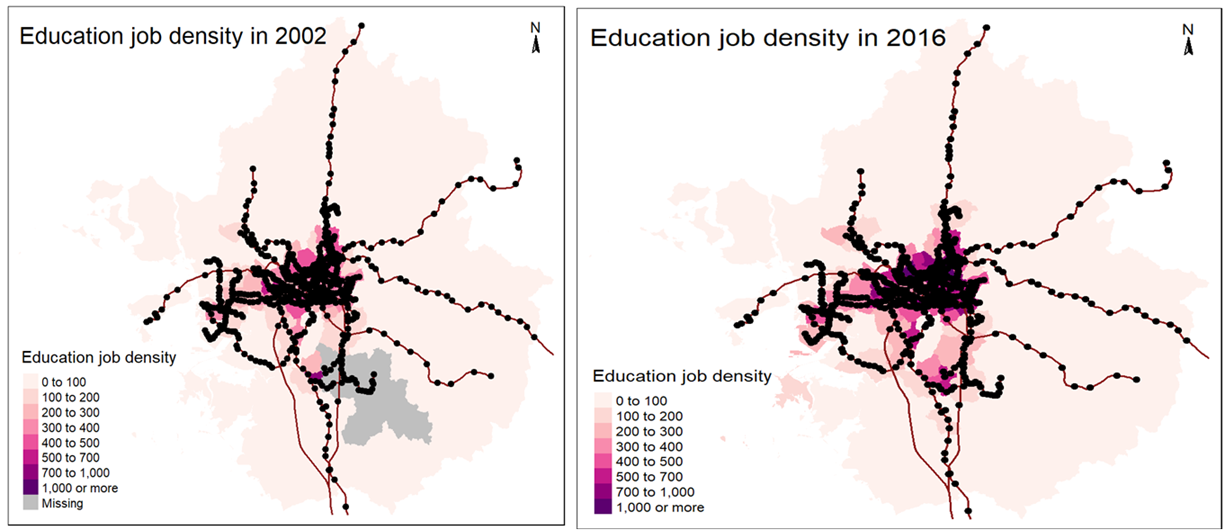 Education job density in 2002
N
Education job density
0 to 100
100 to 200
200 to 300
300 to 400
400 to 500
500 to 700
700 to 1,000
1,000 or more
Missing
Education job density in 2016
N
Education job density
0 to 100
100 to 200
200 to 300
300 to 400
400 to 500
500 to 700
700 to 1,000
1,000 or more